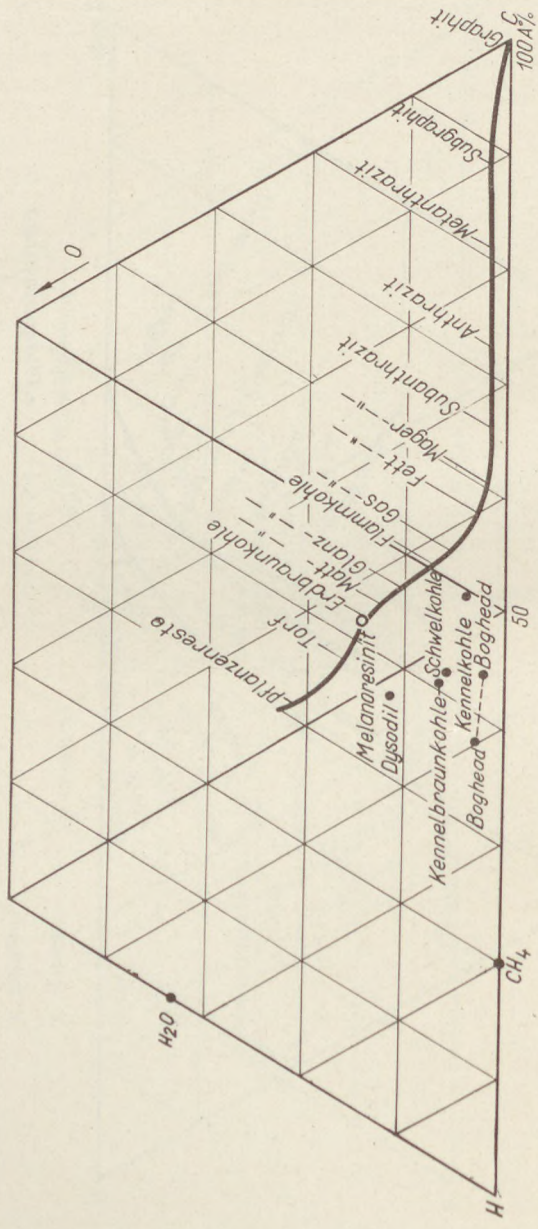 O
C
100 A%
Graphit
Subgraphit
Metanthrazit
Anthrazit
Subanthrazit
Mager - - "
Fett - - "
Gas - - "
Flammkohle
Glanz - - "
Matt - - "
Erdbraunkohle
Torf
Lpflanzenreste
Melanoresinit
Dysodil
Kennelbraunkohle
Schwelkohle
Kennelkohle
Boghead
Boghead
50
CH4
H2O
H